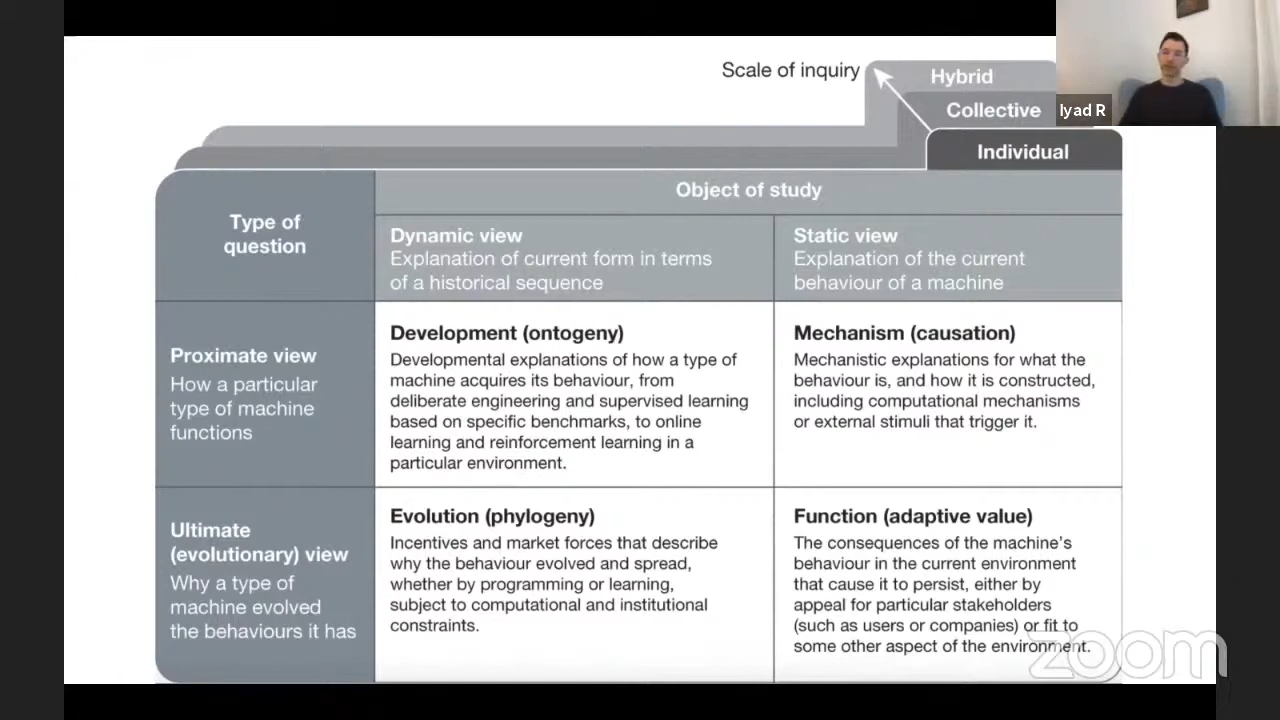 Scale of inquiry
Hybrid
Collective
Iyad R
Individual
Object of study
Type of
question
Dynamic view
Explanation of current form in terms
of a historical sequence
Static view
Explanation of the current
behaviour of a machine
Proximate view
How a particular
type of machine
functions
Development (ontogeny)
Developmental explanations of how a type of
machine acquires its behaviour, from
deliberate engineering and supervised learning
based on specific benchmarks, to online
learning and reinforcement learning in a
particular environment.
Mechanism (causation)
Mechanistic explanations for what the
behaviour is, and how it is constructed,
including computational mechanisms
or external stimuli that trigger it.
Ultimate
(evolutionary) view
Why a type of
machine evolved
the behaviours it has
Evolution (phylogeny)
Incentives and market forces that describe
why the behaviour evolved and spread,
whether by programming or learning,
subject to computational and institutional
constraints.
Function (adaptive value)
The consequences of the machine's
behaviour in the current environment
that cause it to persist, either by
appeal for particular stakeholders
(such as users or companies) or fit to
some other aspect of the environment.
zoom